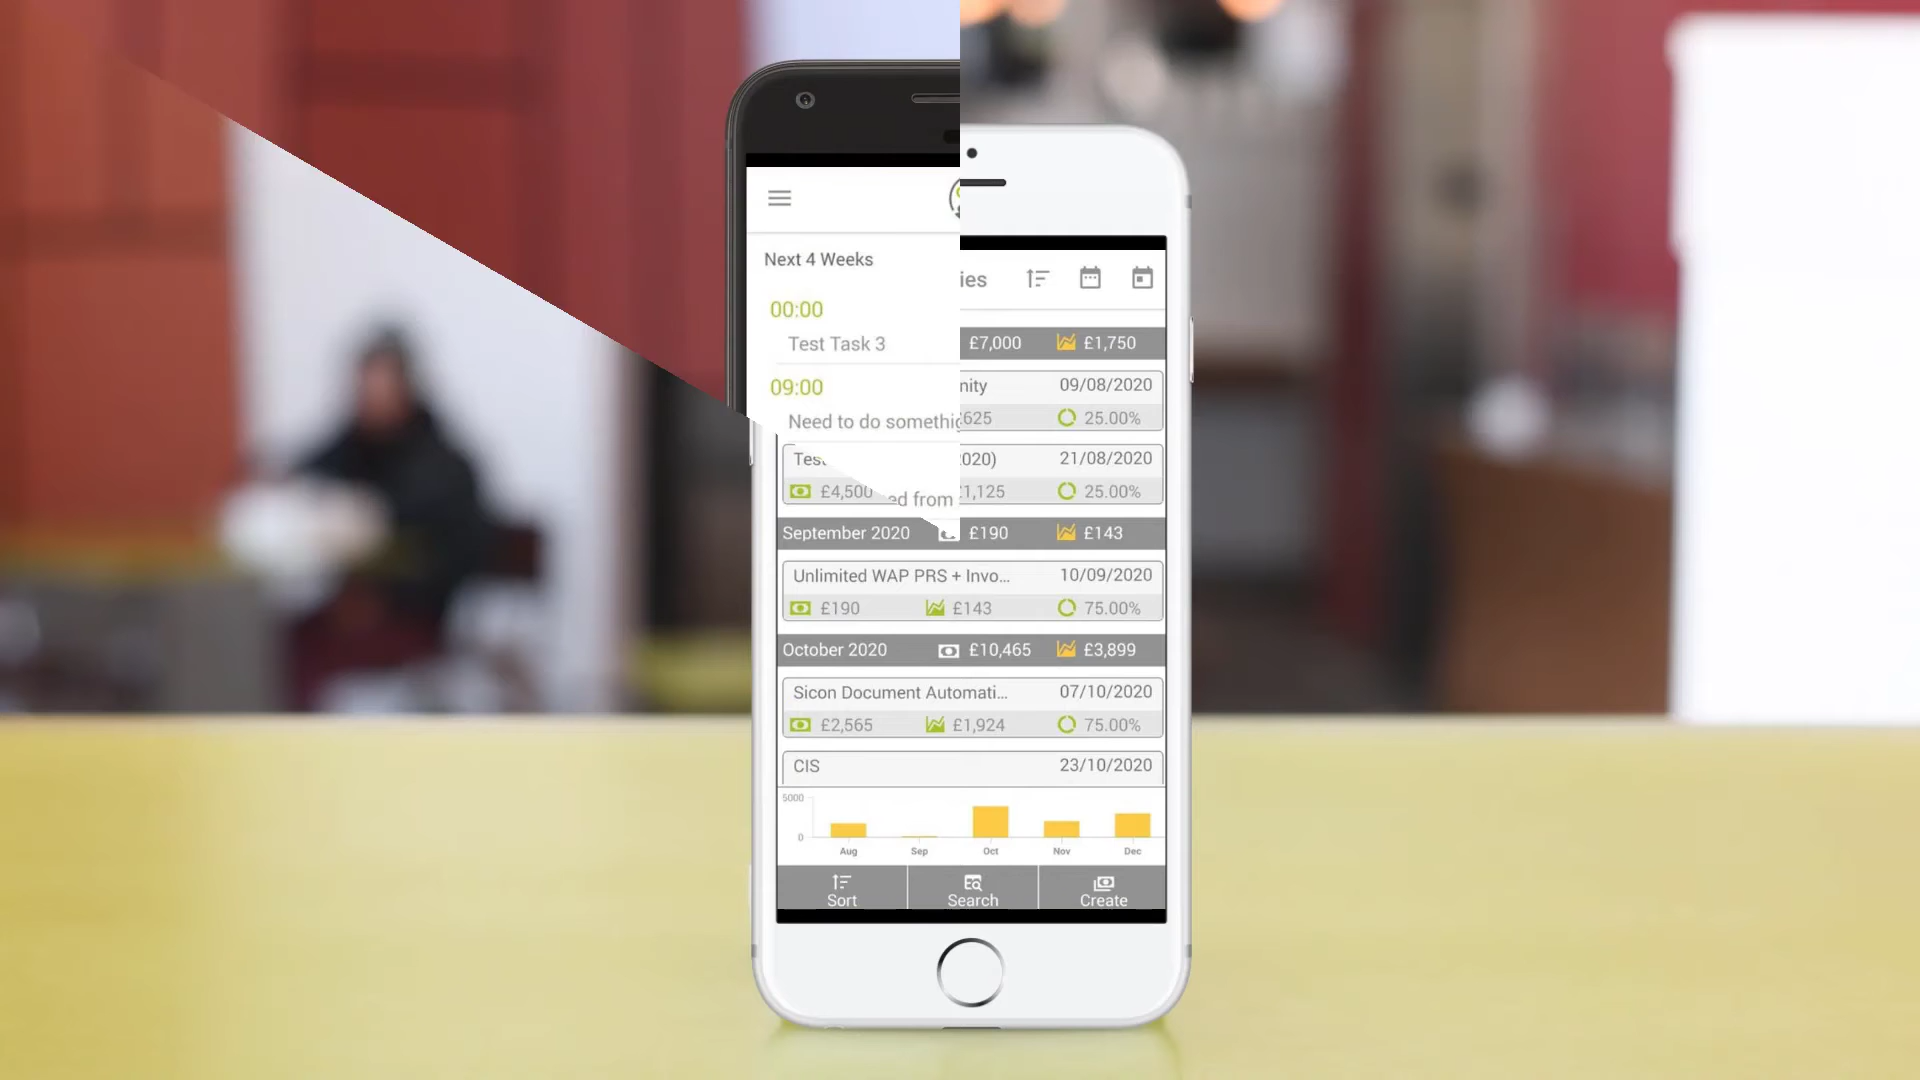 Next 4 Weeks
00:00
Test Task 3
09:00
Need to do somethi
ed from
ies
£7,000 £1,750
nity 09/08/2020
625 25.00%
Tes 020) 21/08/2020
£4,500 1,125 25.00%
September 2020 £190 £143
Unlimited WAP PRS + Invo... 10/09/2020
£190 £143 75.00%
October 2020 £10,465 £3,899
Sicon Document Automati... 07/10/2020
£2,565 £1,924 75.00%
CIS 23/10/2020
5000
0
Aug Sep Oct Nov Dec
Sort Search Create